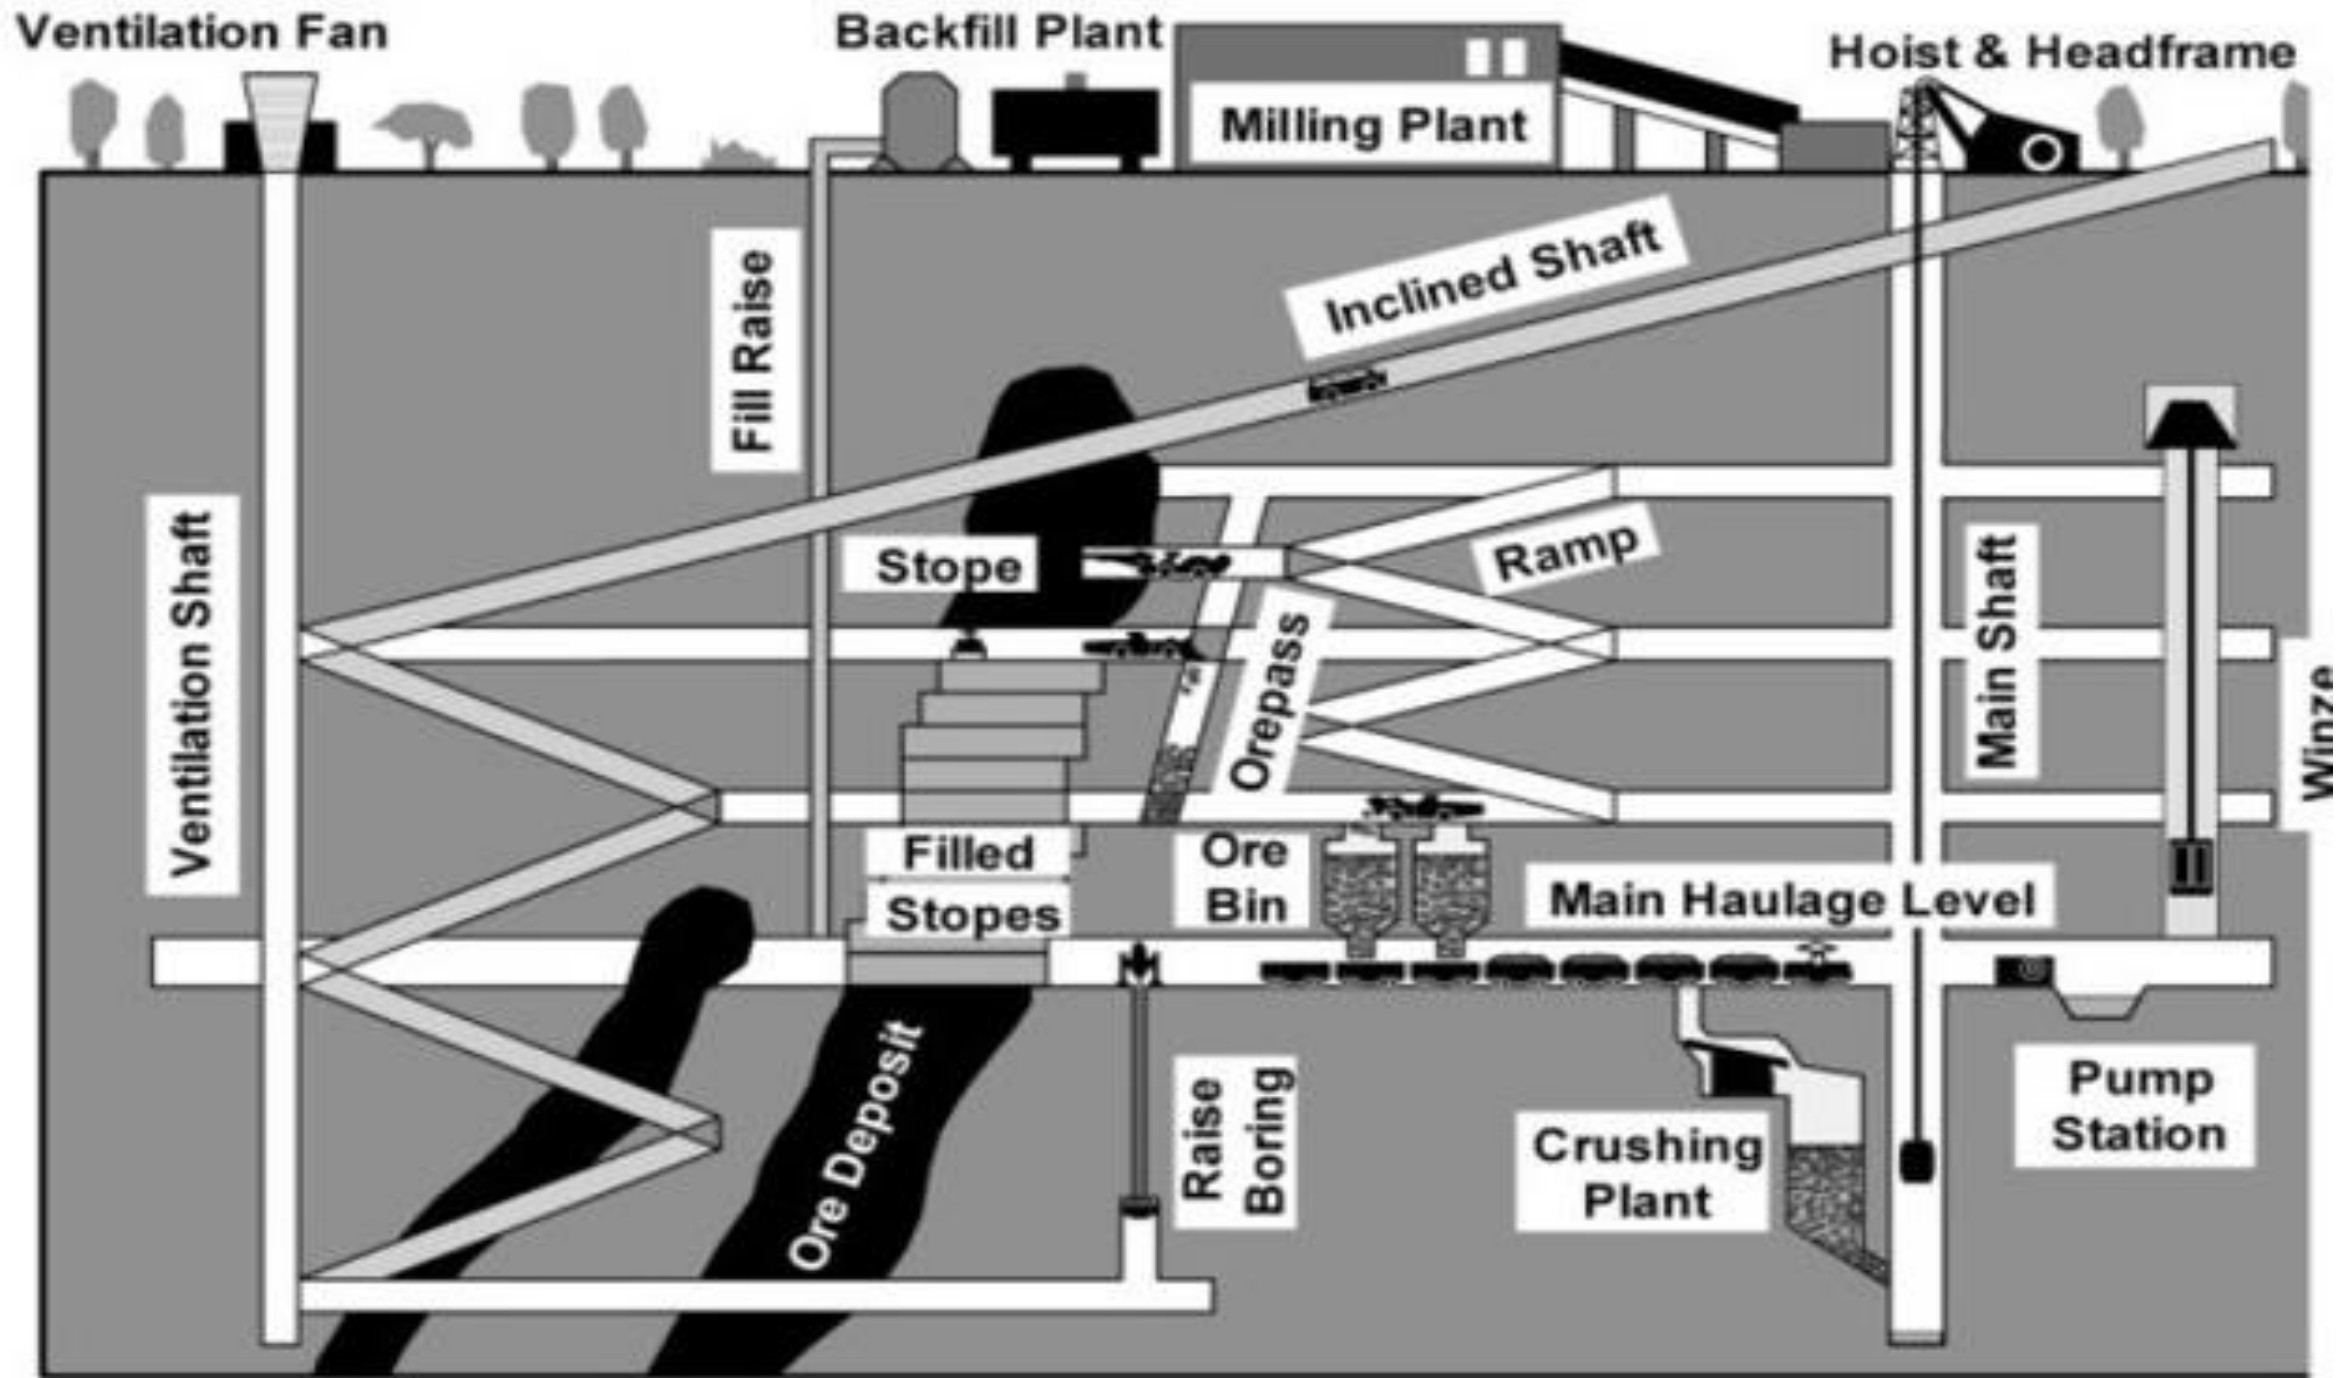 Ventilation Fan
Backfill Plant
Hoist & Headframe
Milling Plant
Inclined Shaft
Fill Raise
Ventilation Shaft
Stope
Ramp
Main Shaft
Orepass
Winze
Filled
Stopes
Ore
Bin
Main Haulage Level
Ore Deposit
Raise
Boring
Crushing
Plant
Pump
Station